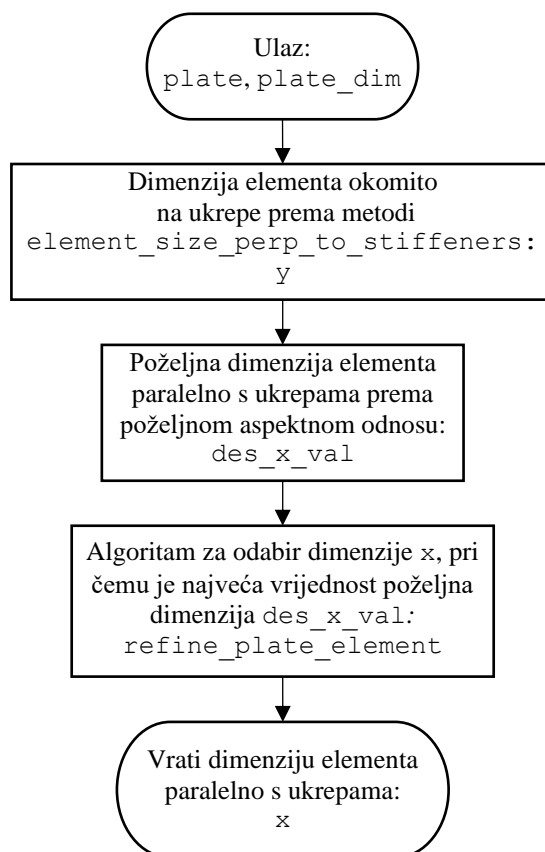 Ulaz:
plate, plate_dim
Dimenzija elementa okomito
na ukrepe prema metodi
element_size_perp_to_stiffeners:
y
Poželjna dimenzija elementa
paralelno s ukrepama prema
poželjnom aspektnom odnosu:
des_x_val
Algoritam za odabir dimenzije x, pri
čemu je najveća vrijednost poželjna
dimenzija des_x_val:
refine_plate_element
Vrati dimenziju elementa
paralelno s ukrepama:
x